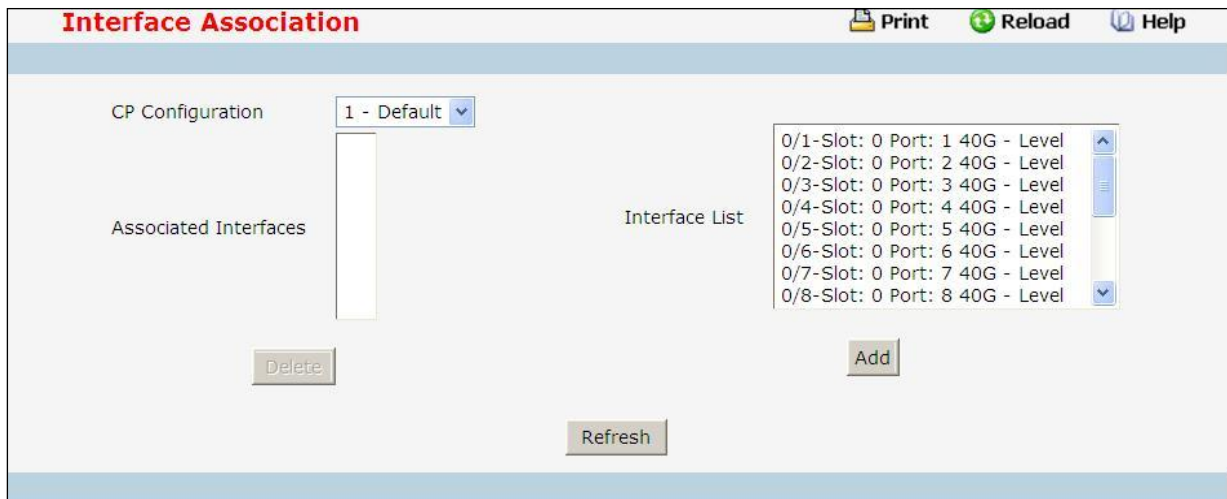 Interface Association
Print
Reload
Help
CP Configuration
1 - Default
Associated Interfaces
Interface List
0/1-Slot: 0 Port: 1 40G - Level
0/2-Slot: 0 Port: 2 40G - Level
0/3-Slot: 0 Port: 3 40G - Level
0/4-Slot: 0 Port: 4 40G - Level
0/5-Slot: 0 Port: 5 40G - Level
0/6-Slot: 0 Port: 6 40G - Level
0/7-Slot: 0 Port: 7 40G - Level
0/8-Slot: 0 Port: 8 40G - Level
Delete
Add
Refresh